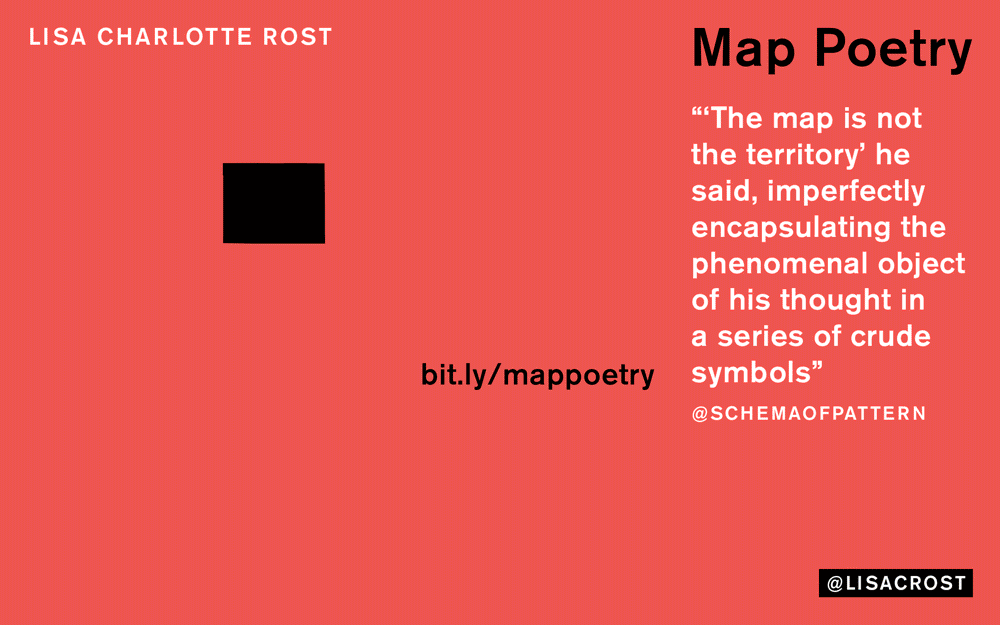 LISA CHARLOTTE ROST
Map Poetry
“‘The map is not
the territory’ he
said, imperfectly
encapsulating the
phenomenal object
of his thought in
a series of crude
symbols”
@SCHEMAOFPATTERN
bit.ly/mappoetry
@LISACROST